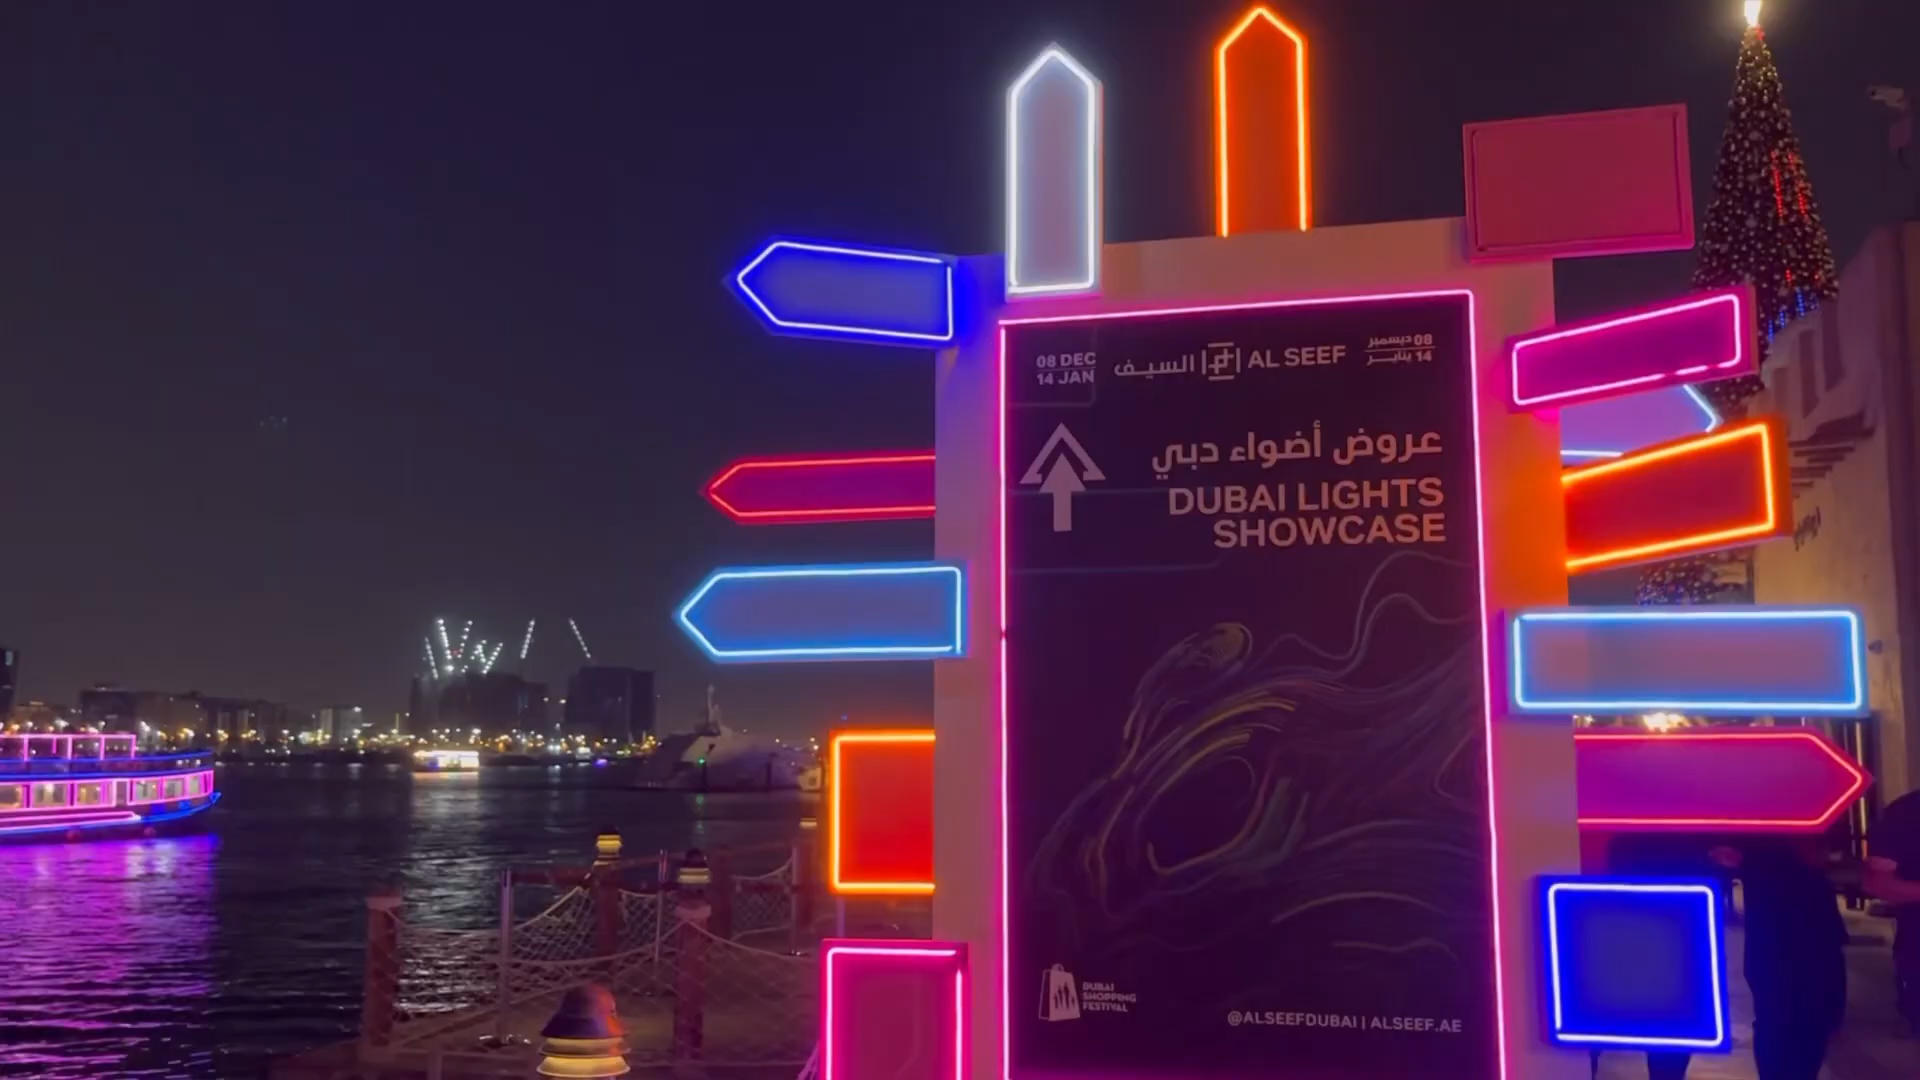 08 DEC
14 JAN
السيف AL SEEF
08 ديسمبر
14 يناير
عروض أضواء دبي
DUBAI LIGHTS
SHOWCASE
DUBAI
SHOPPING
FESTIVAL
@ALSEEFDUBAI | ALSEEF.AE